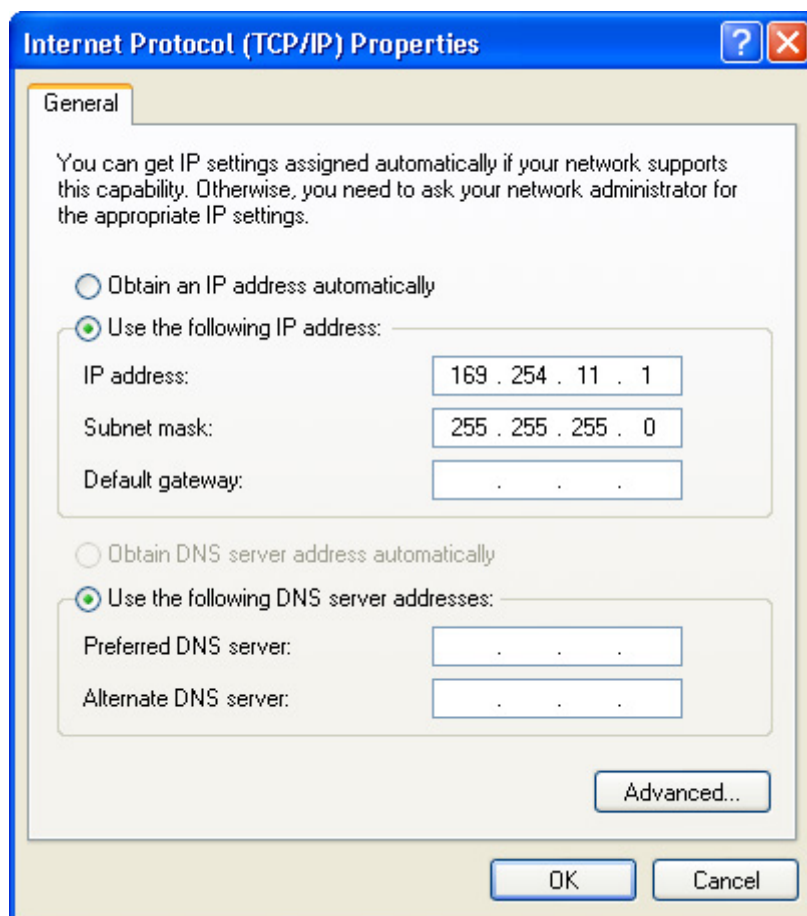 Internet Protocol (TCP/IP) Properties
?
General
You can get IP settings assigned automatically if your network supports
this capability. Otherwise, you need to ask your network administrator for
the appropriate IP settings.
Obtain an IP address automatically
Use the following IP address:
IP address: 169 . 254 . 11 . 1
Subnet mask: 255 . 255 . 255 . 0
Default gateway: . . .
Obtain DNS server address automatically
Use the following DNS server addresses:
Preferred DNS server: . . .
Alternate DNS server: . . .
Advanced...
OK Cancel